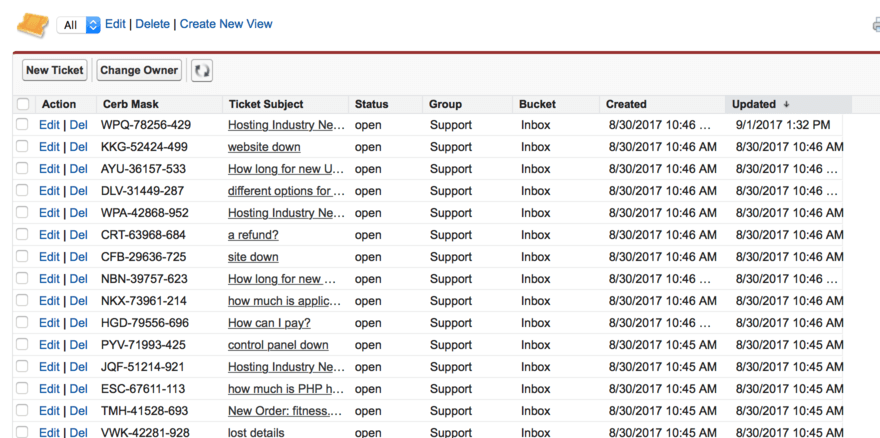 All Edit | Delete | Create New View
New Ticket Change Owner
Action Cerb Mask Ticket Subject Status Group Bucket Created Updated ↓
Edit | Del WPQ-78256-429 Hosting Industry Ne… open Support Inbox 8/30/2017 10:46 … 9/1/2017 1:32 PM
Edit | Del KKG-52424-499 website down open Support Inbox 8/30/2017 10:46 AM 8/30/2017 10:46 AM
Edit | Del AYU-36157-533 How long for new U… open Support Inbox 8/30/2017 10:46 AM 8/30/2017 10:46 …
Edit | Del DLV-31449-287 different options for … open Support Inbox 8/30/2017 10:46 AM 8/30/2017 10:46 …
Edit | Del WPA-42868-952 Hosting Industry Ne… open Support Inbox 8/30/2017 10:46 AM 8/30/2017 10:46 AM
Edit | Del CRT-63968-684 a refund? open Support Inbox 8/30/2017 10:46 AM 8/30/2017 10:46 …
Edit | Del CFB-29636-725 site down open Support Inbox 8/30/2017 10:46 AM 8/30/2017 10:46 AM
Edit | Del NBN-39757-623 How long for new … open Support Inbox 8/30/2017 10:46 … 8/30/2017 10:46 …
Edit | Del NKX-73961-214 how much is applic… open Support Inbox 8/30/2017 10:46 AM 8/30/2017 10:46 AM
Edit | Del HGD-79556-696 How can I pay? open Support Inbox 8/30/2017 10:46 … 8/30/2017 10:46 AM
Edit | Del PYV-71993-425 control panel down open Support Inbox 8/30/2017 10:45 AM 8/30/2017 10:45 AM
Edit | Del JQF-51214-921 Hosting Industry Ne… open Support Inbox 8/30/2017 10:45 AM 8/30/2017 10:45 AM
Edit | Del ESC-67611-113 how much is PHP h… open Support Inbox 8/30/2017 10:45 AM 8/30/2017 10:45 AM
Edit | Del TMH-41528-693 New Order: fitness.… open Support Inbox 8/30/2017 10:45 AM 8/30/2017 10:45 AM
Edit | Del VWK-42281-928 lost details open Support Inbox 8/30/2017 10:45 AM 8/30/2017 10:45 AM